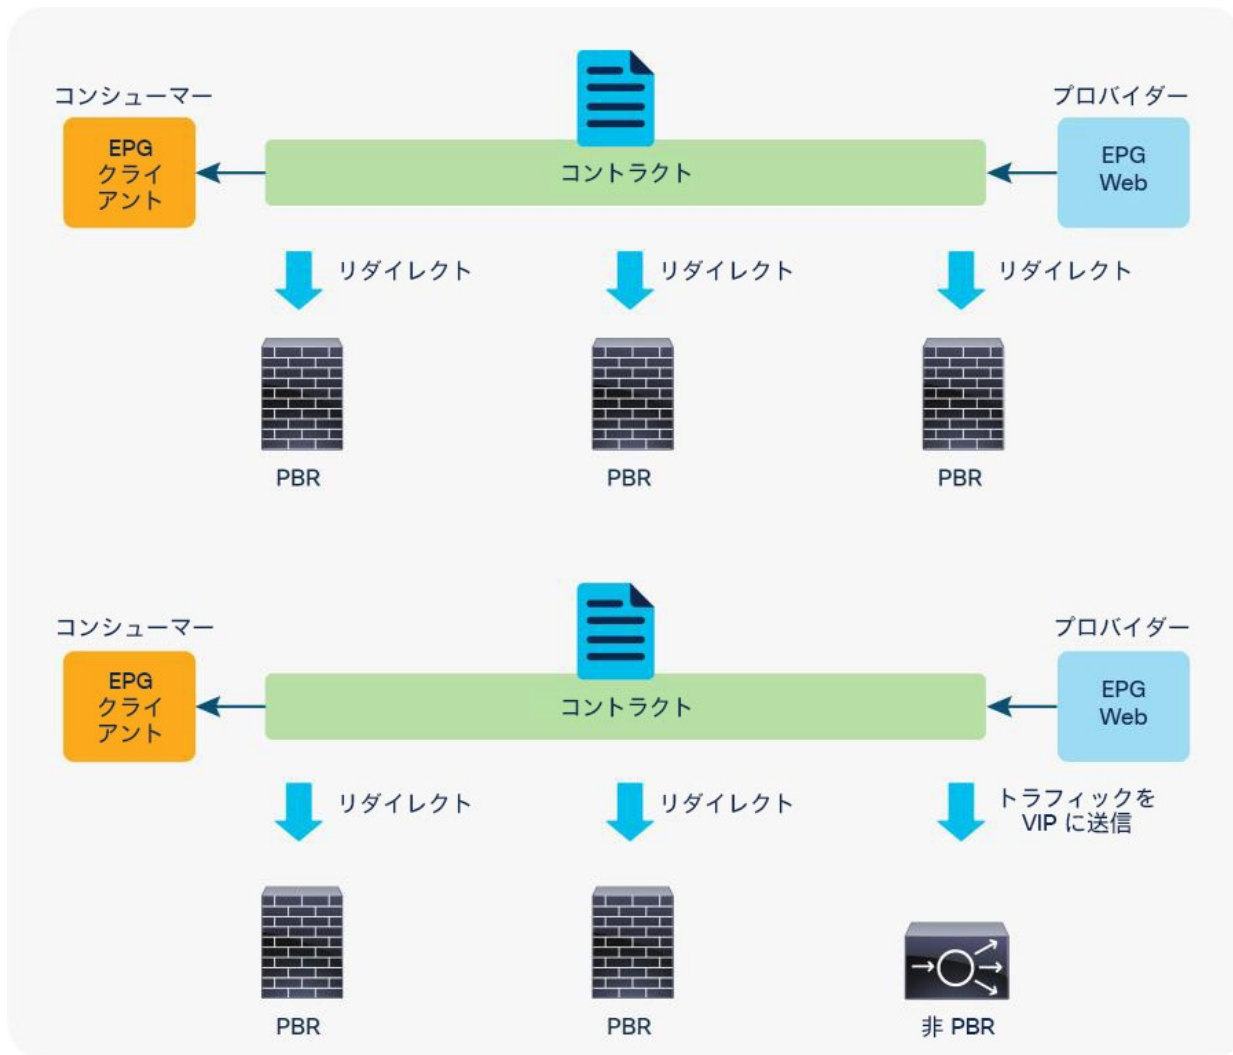 コンシューマー
プロバイダー
EPG
クライ
アント
コントラクト
EPG
Web
リダイレクト
リダイレクト
リダイレクト
PBR
PBR
PBR
コンシューマー
プロバイダー
EPG
クライ
アント
コントラクト
EPG
Web
リダイレクト
リダイレクト
トラフィックを
VIP に送信
PBR
PBR
非 PBR